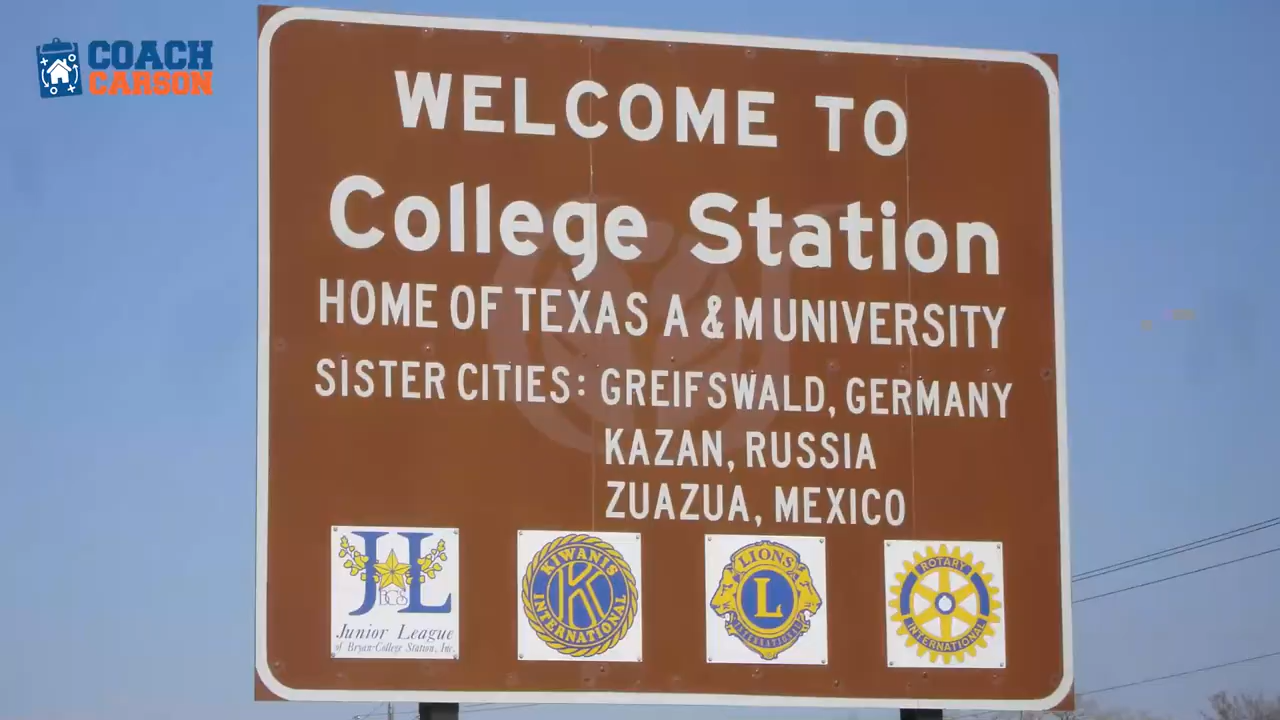 COACH
CARSON
WELCOME TO
College Station
HOME OF TEXAS A & M UNIVERSITY
SISTER CITIES: GREIFSWALD, GERMANY
KAZAN, RUSSIA
ZUAZUA, MEXICO
JL
BCS
Junior League
of Bryan-College Station, Inc.
KIWANIS
K
INTERNATIONAL
LIONS
L
INTERNATIONAL
ROTARY
INTERNATIONAL